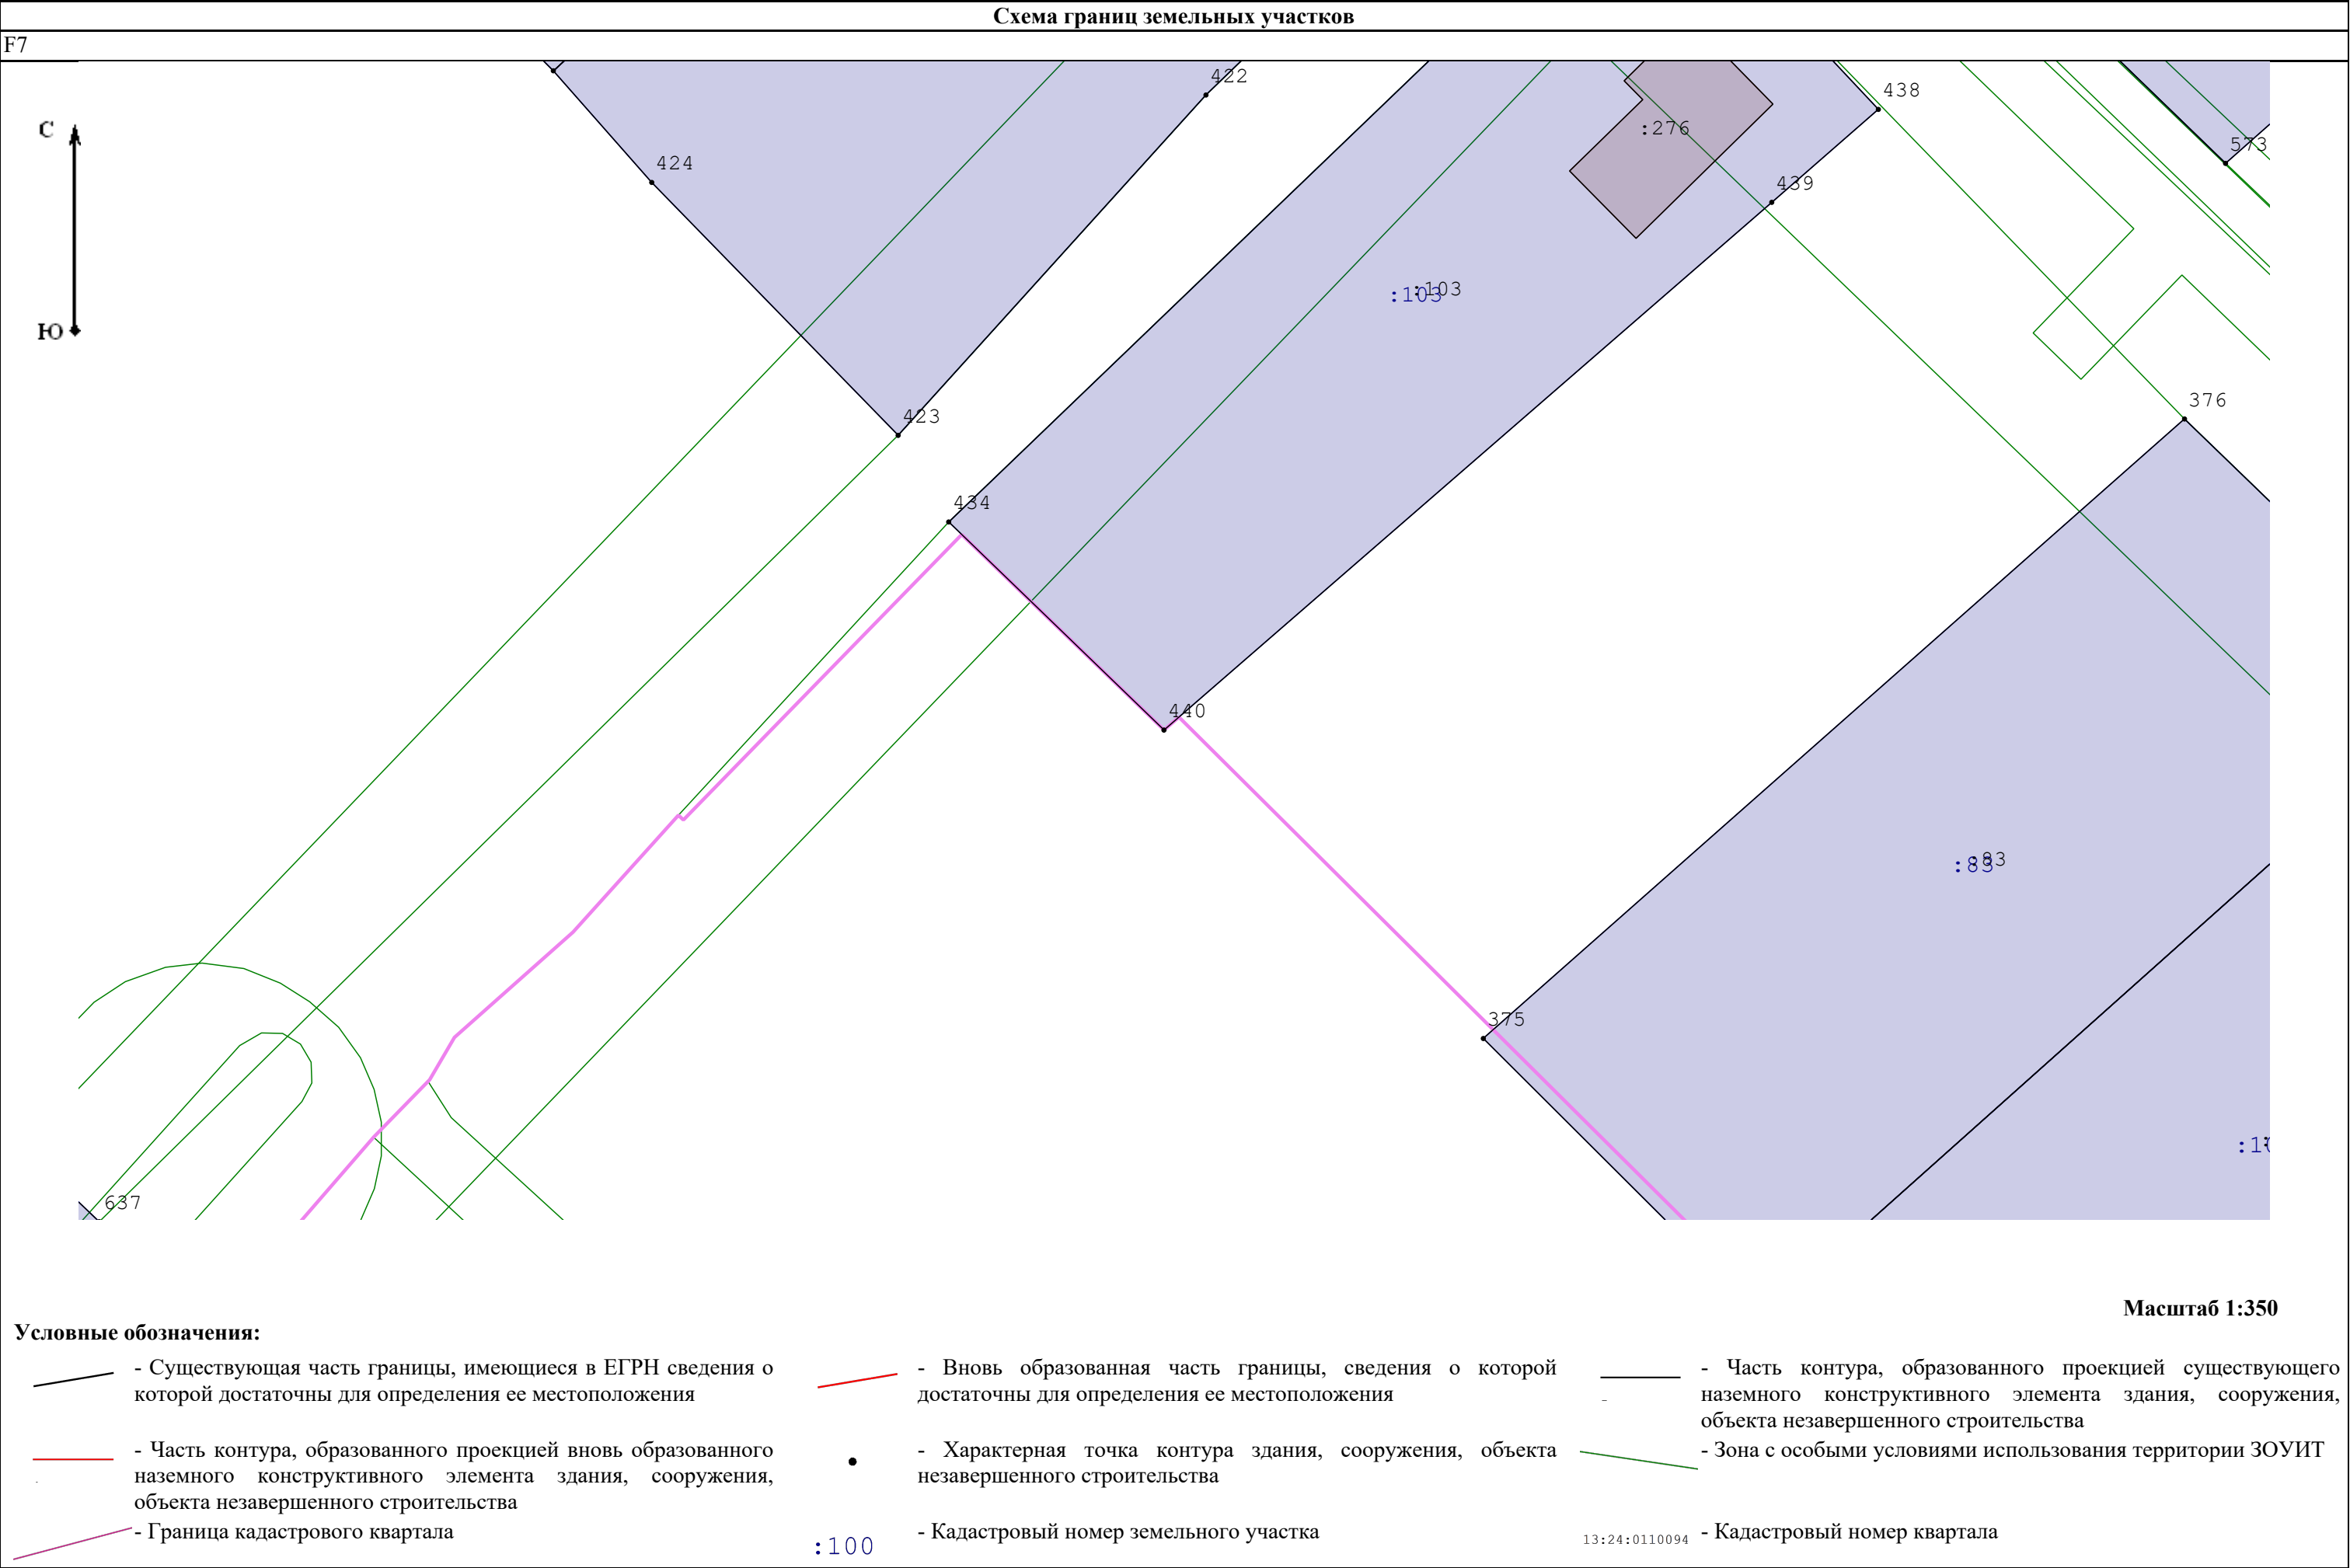 Схема границ земельных участков
F7
422
438
:276
С
573
424
439
:103
:103
Ю
376
423
434
440
:83
:83
375
:10
637
Масштаб 1:350
Условные обозначения:
- Существующая часть границы, имеющиеся в ЕГРН сведения о
которой достаточны для определения ее местоположения
- Вновь образованная часть границы, сведения о которой
достаточны для определения ее местоположения
- Часть контура, образованного проекцией существующего
наземного конструктивного элемента здания, сооружения,
объекта незавершенного строительства
- Часть контура, образованного проекцией вновь образованного
наземного конструктивного элемента здания, сооружения,
объекта незавершенного строительства
- Характерная точка контура здания, сооружения, объекта
незавершенного строительства
- Зона с особыми условиями использования территории ЗОУИТ
- Граница кадастрового квартала
:100
- Кадастровый номер земельного участка
13:24:0110094
- Кадастровый номер квартала